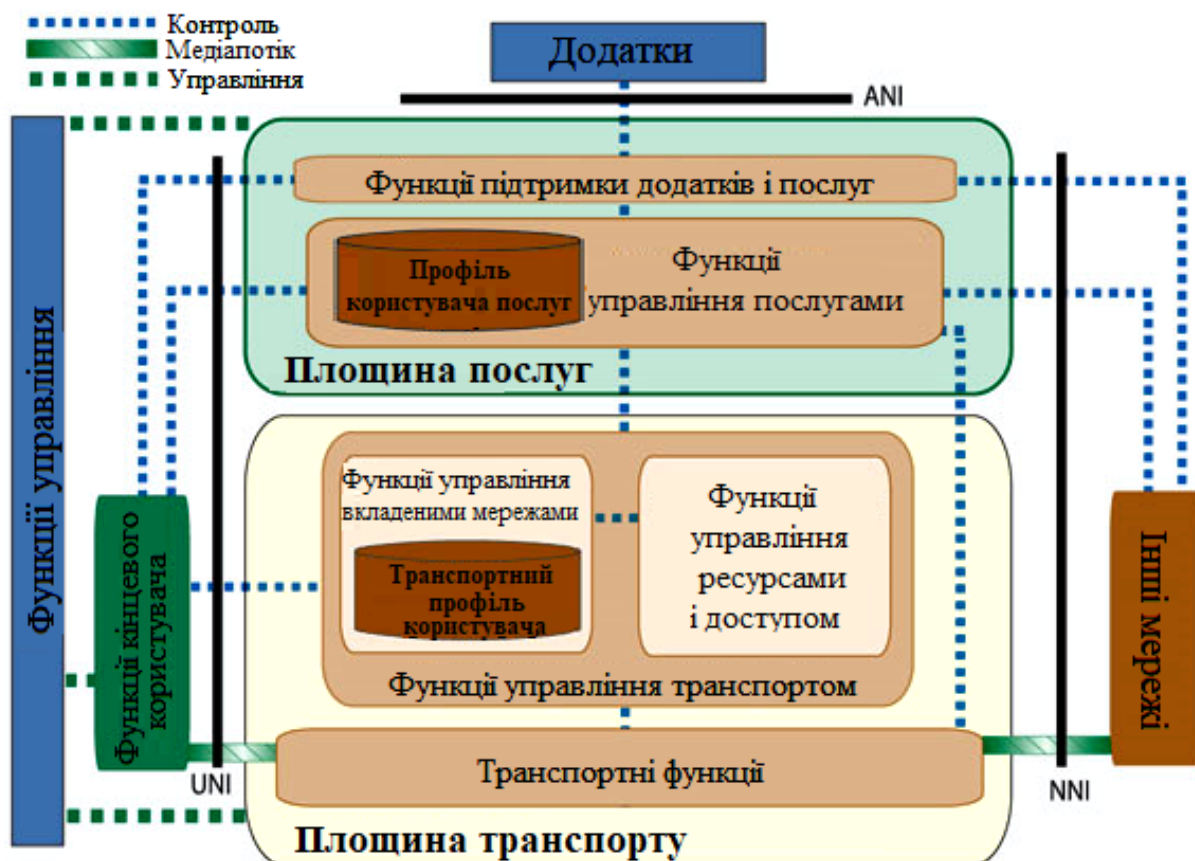 Контроль
Медіапотік
Управління
Додатки
ANI
Функції підтримки додатків і послуг
Профіль
користувача послуг
Функції
управління послугами
Площина послуг
Функції управління
Функції кінцевого
користувача
UNI
Функції управління
вкладеними мережами
Транспортний
профіль
користувача
Функції
управління
ресурсами
і доступом
Функції управління транспортом
Транспортні функції
Площина транспорту
Інші мережі
NNI